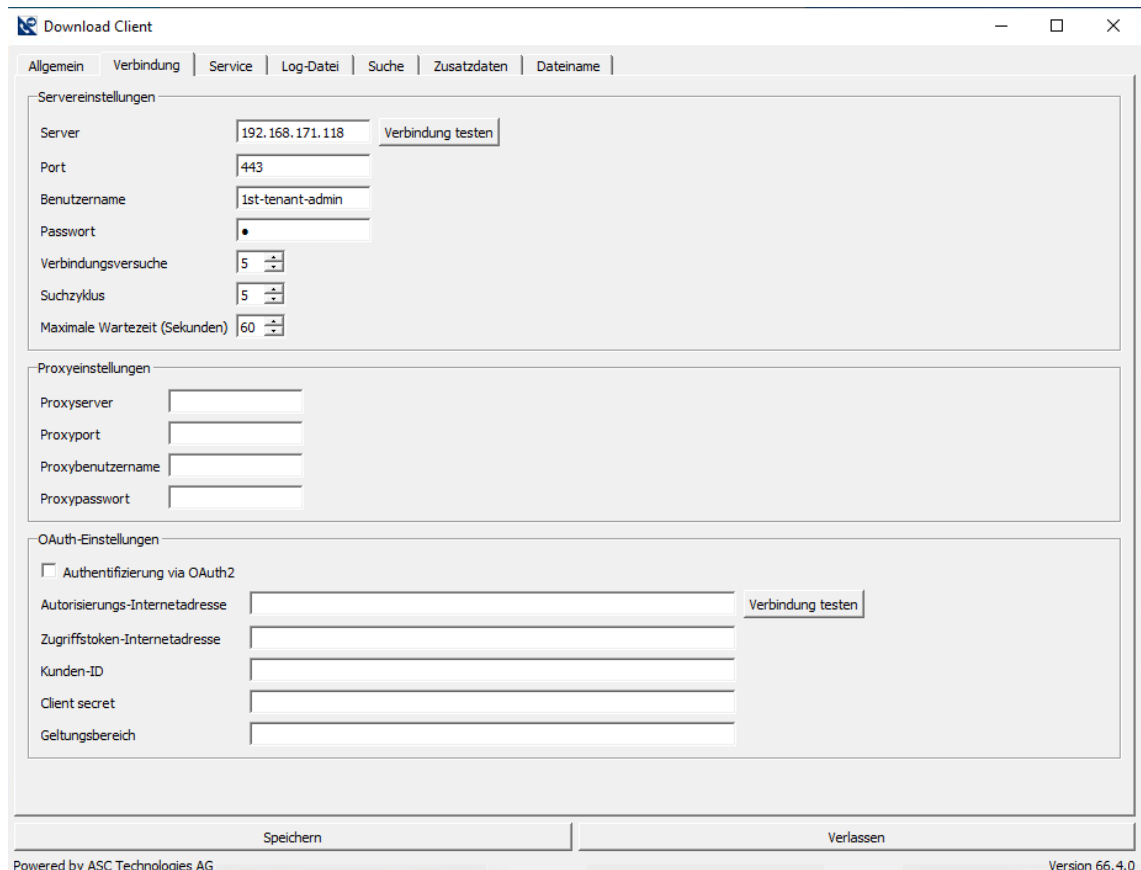 Download Client
Allgemein Verbindung Service Log-Datei Suche Zusatzdaten Dateiname
Servereinstellungen
Server 192.168.171.118 Verbindung testen
Port 443
Benutzername 1st-tenant-admin
Passwort ●
Verbindungsversuche 5
Suchzyklus 5
Maximale Wartezeit (Sekunden) 60
Proxyeinstellungen
Proxyserver
Proxyport
Proxybenutzername
Proxypasswort
OAuth-Einstellungen
Authentifizierung via OAuth2
Autorisierungs-Internetadresse Verbindung testen
Zugriffstoken-Internetadresse
Kunden-ID
Client secret
Geltungsbereich
Speichern Verlassen
Powered by ASC Technologies AG Version 66.4.0